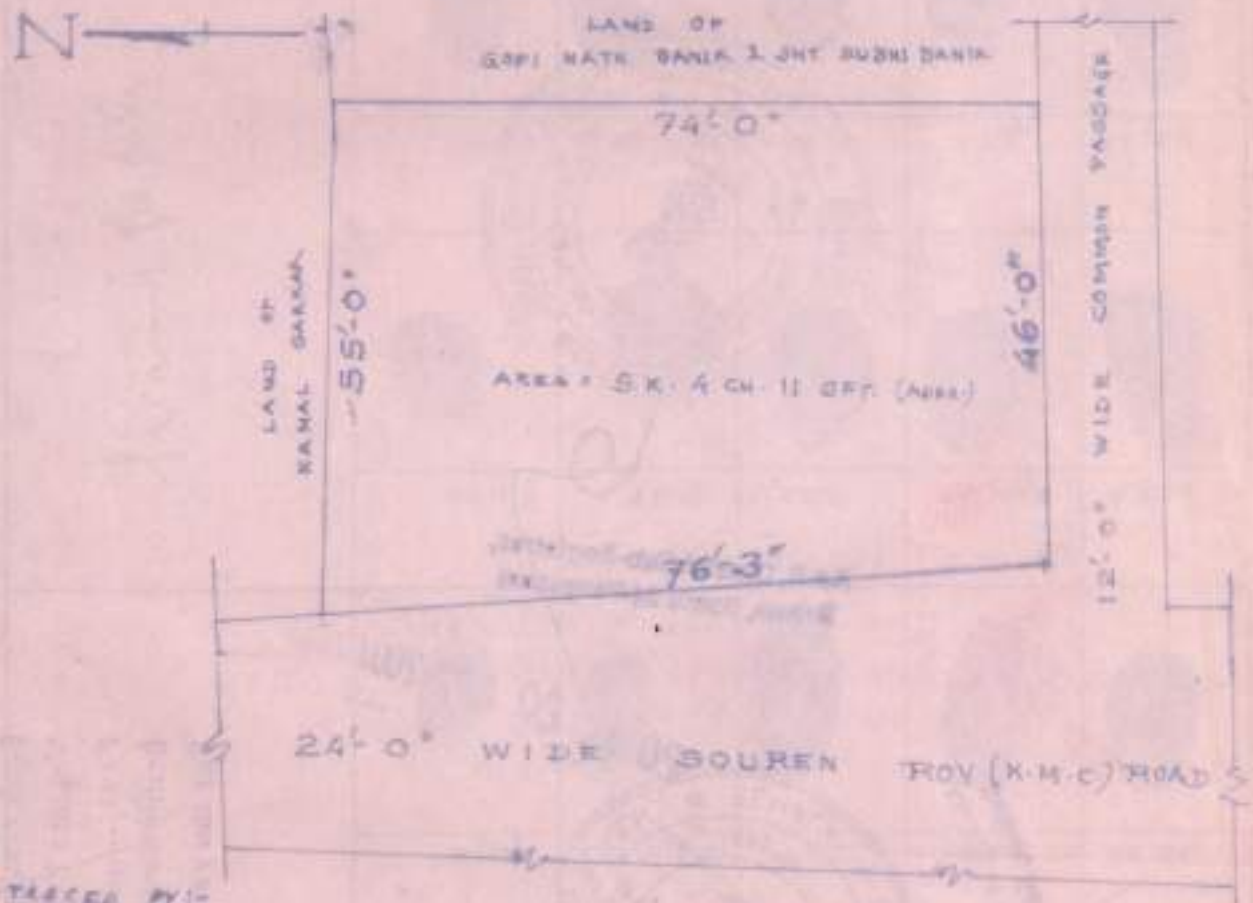 N
LAND OF
GOPI NATH BANIK & SMT SUBHI BANIK
74'-0"
LAND OF
KAMAL SARKAR
55'-0"
46'-0"
12'-0" WIDE COMMON PASSAGE
AREA = 5 K. 4 CH. 11 SFT. (Appx.)
76'-3"
24'-0" WIDE SOUREN ROY (K.M.C) ROAD
TRACED BY:-